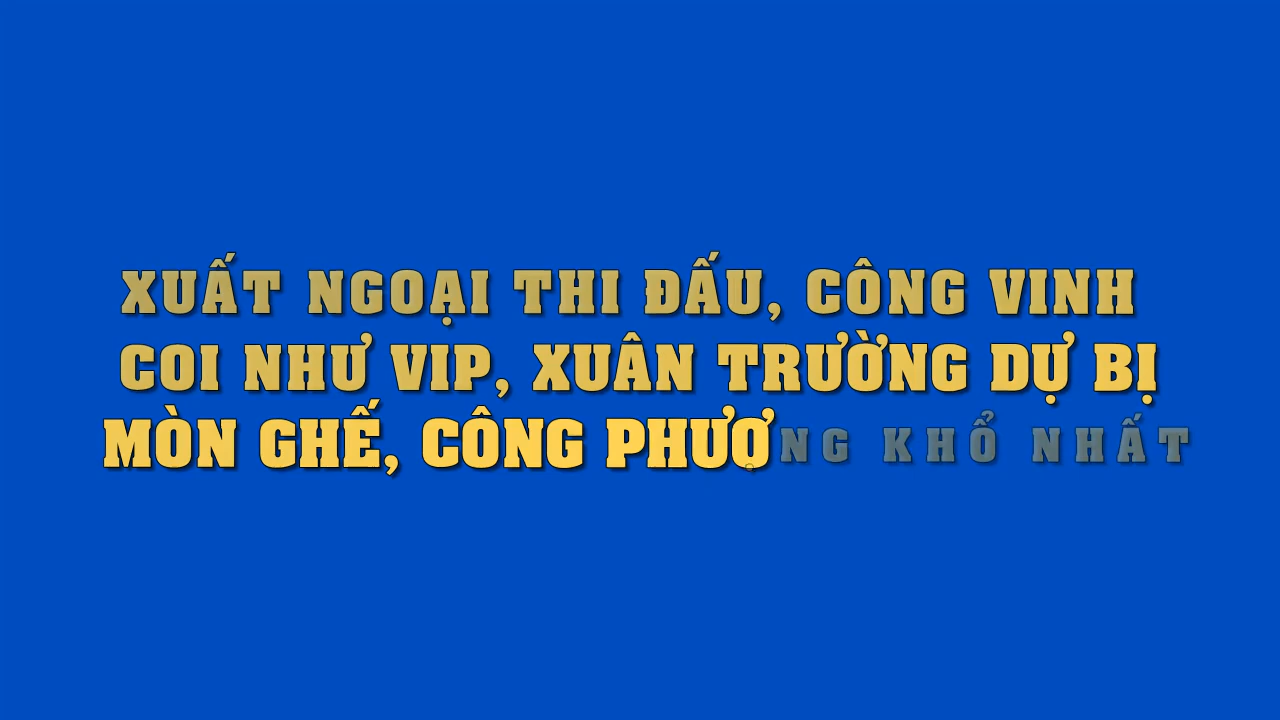 XUẤT NGOẠI THI ĐẤU, CÔNG VINH
COI NHƯ VIP, XUÂN TRƯỜNG DỰ BỊ
MÒN GHẾ, CÔNG PHƯỢNG KHỔ NHẤT